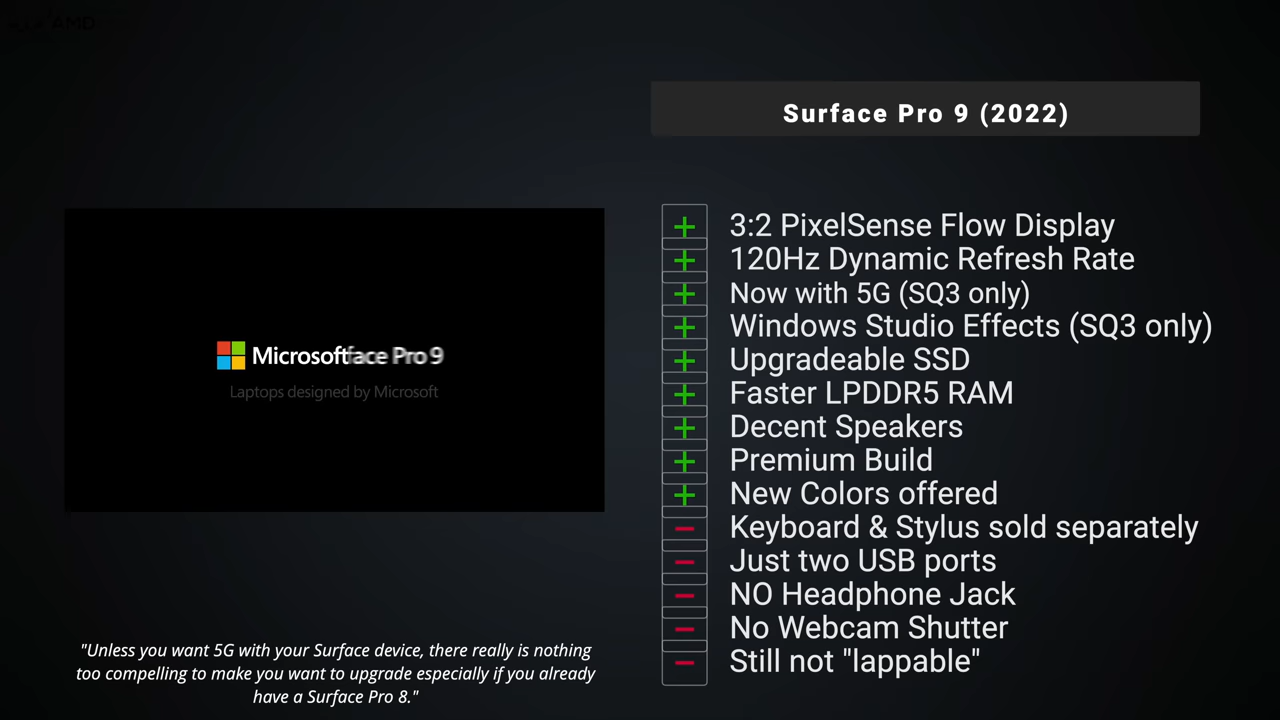 Surface Pro 9 (2022)
Microsoftface Pro 9
Laptops designed by Microsoft
3:2 PixelSense Flow Display
120Hz Dynamic Refresh Rate
Now with 5G (SQ3 only)
Windows Studio Effects (SQ3 only)
Upgradeable SSD
Faster LPDDR5 RAM
Decent Speakers
Premium Build
New Colors offered
Keyboard & Stylus sold separately
Just two USB ports
NO Headphone Jack
No Webcam Shutter
Still not "lappable"
"Unless you want 5G with your Surface device, there really is nothing
too compelling to make you want to upgrade especially if you already
have a Surface Pro 8."